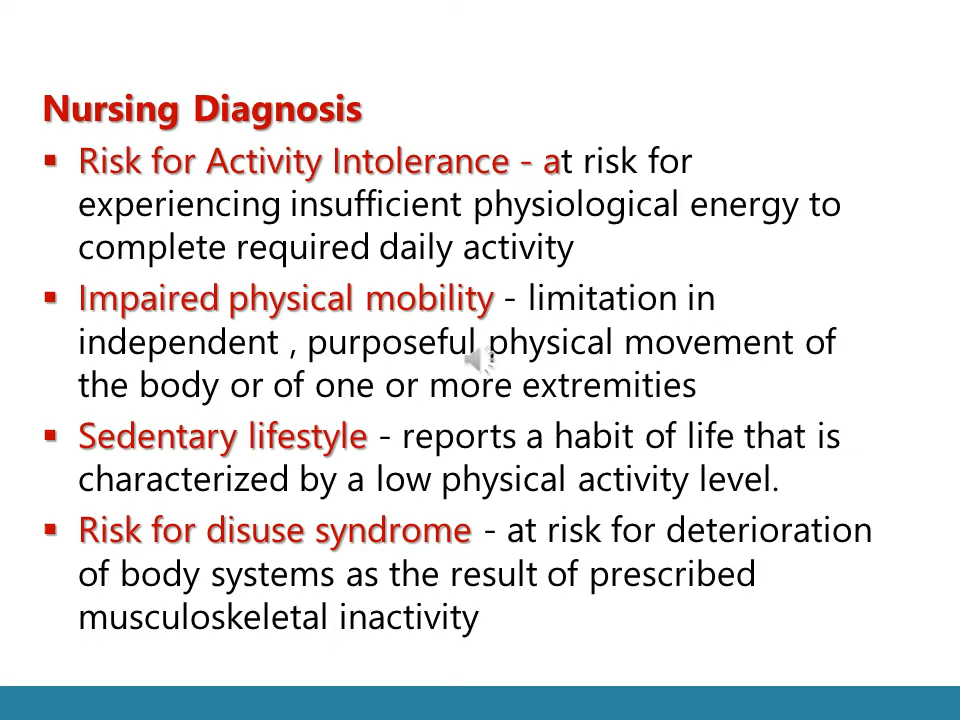 Nursing Diagnosis
▪ Risk for Activity Intolerance - at risk for
experiencing insufficient physiological energy to
complete required daily activity
▪ Impaired physical mobility - limitation in
independent , purposeful physical movement of
the body or of one or more extremities
▪ Sedentary lifestyle - reports a habit of life that is
characterized by a low physical activity level.
▪ Risk for disuse syndrome - at risk for deterioration
of body systems as the result of prescribed
musculoskeletal inactivity